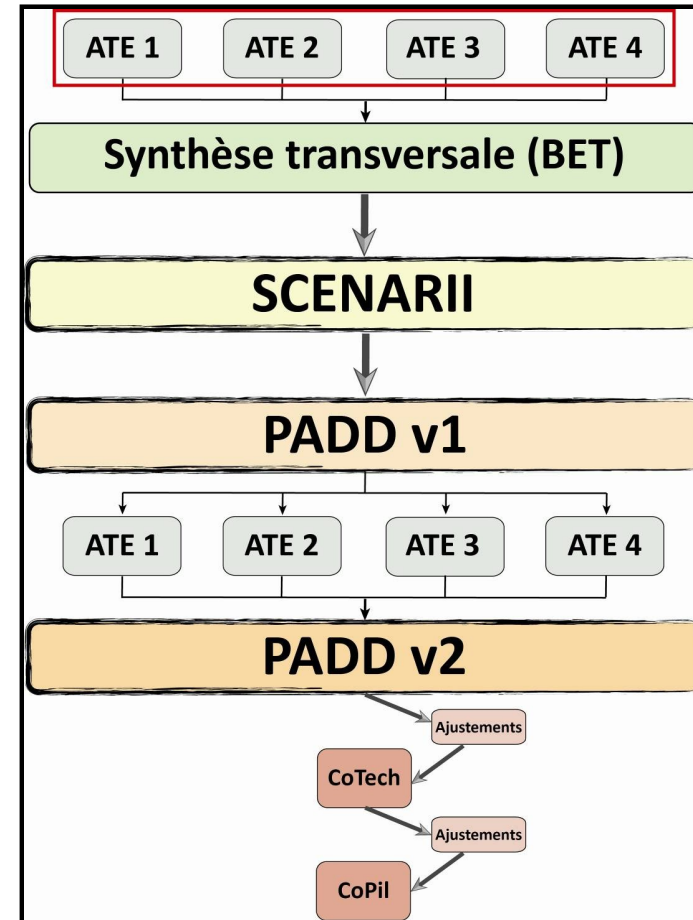 ATE 1 ATE 2 ATE 3 ATE 4
Synthèse transversale (BET)
SCENARII
PADD v1
ATE 1 ATE 2 ATE 3 ATE 4
PADD v2
Ajustements
CoTech
Ajustements
CoPil